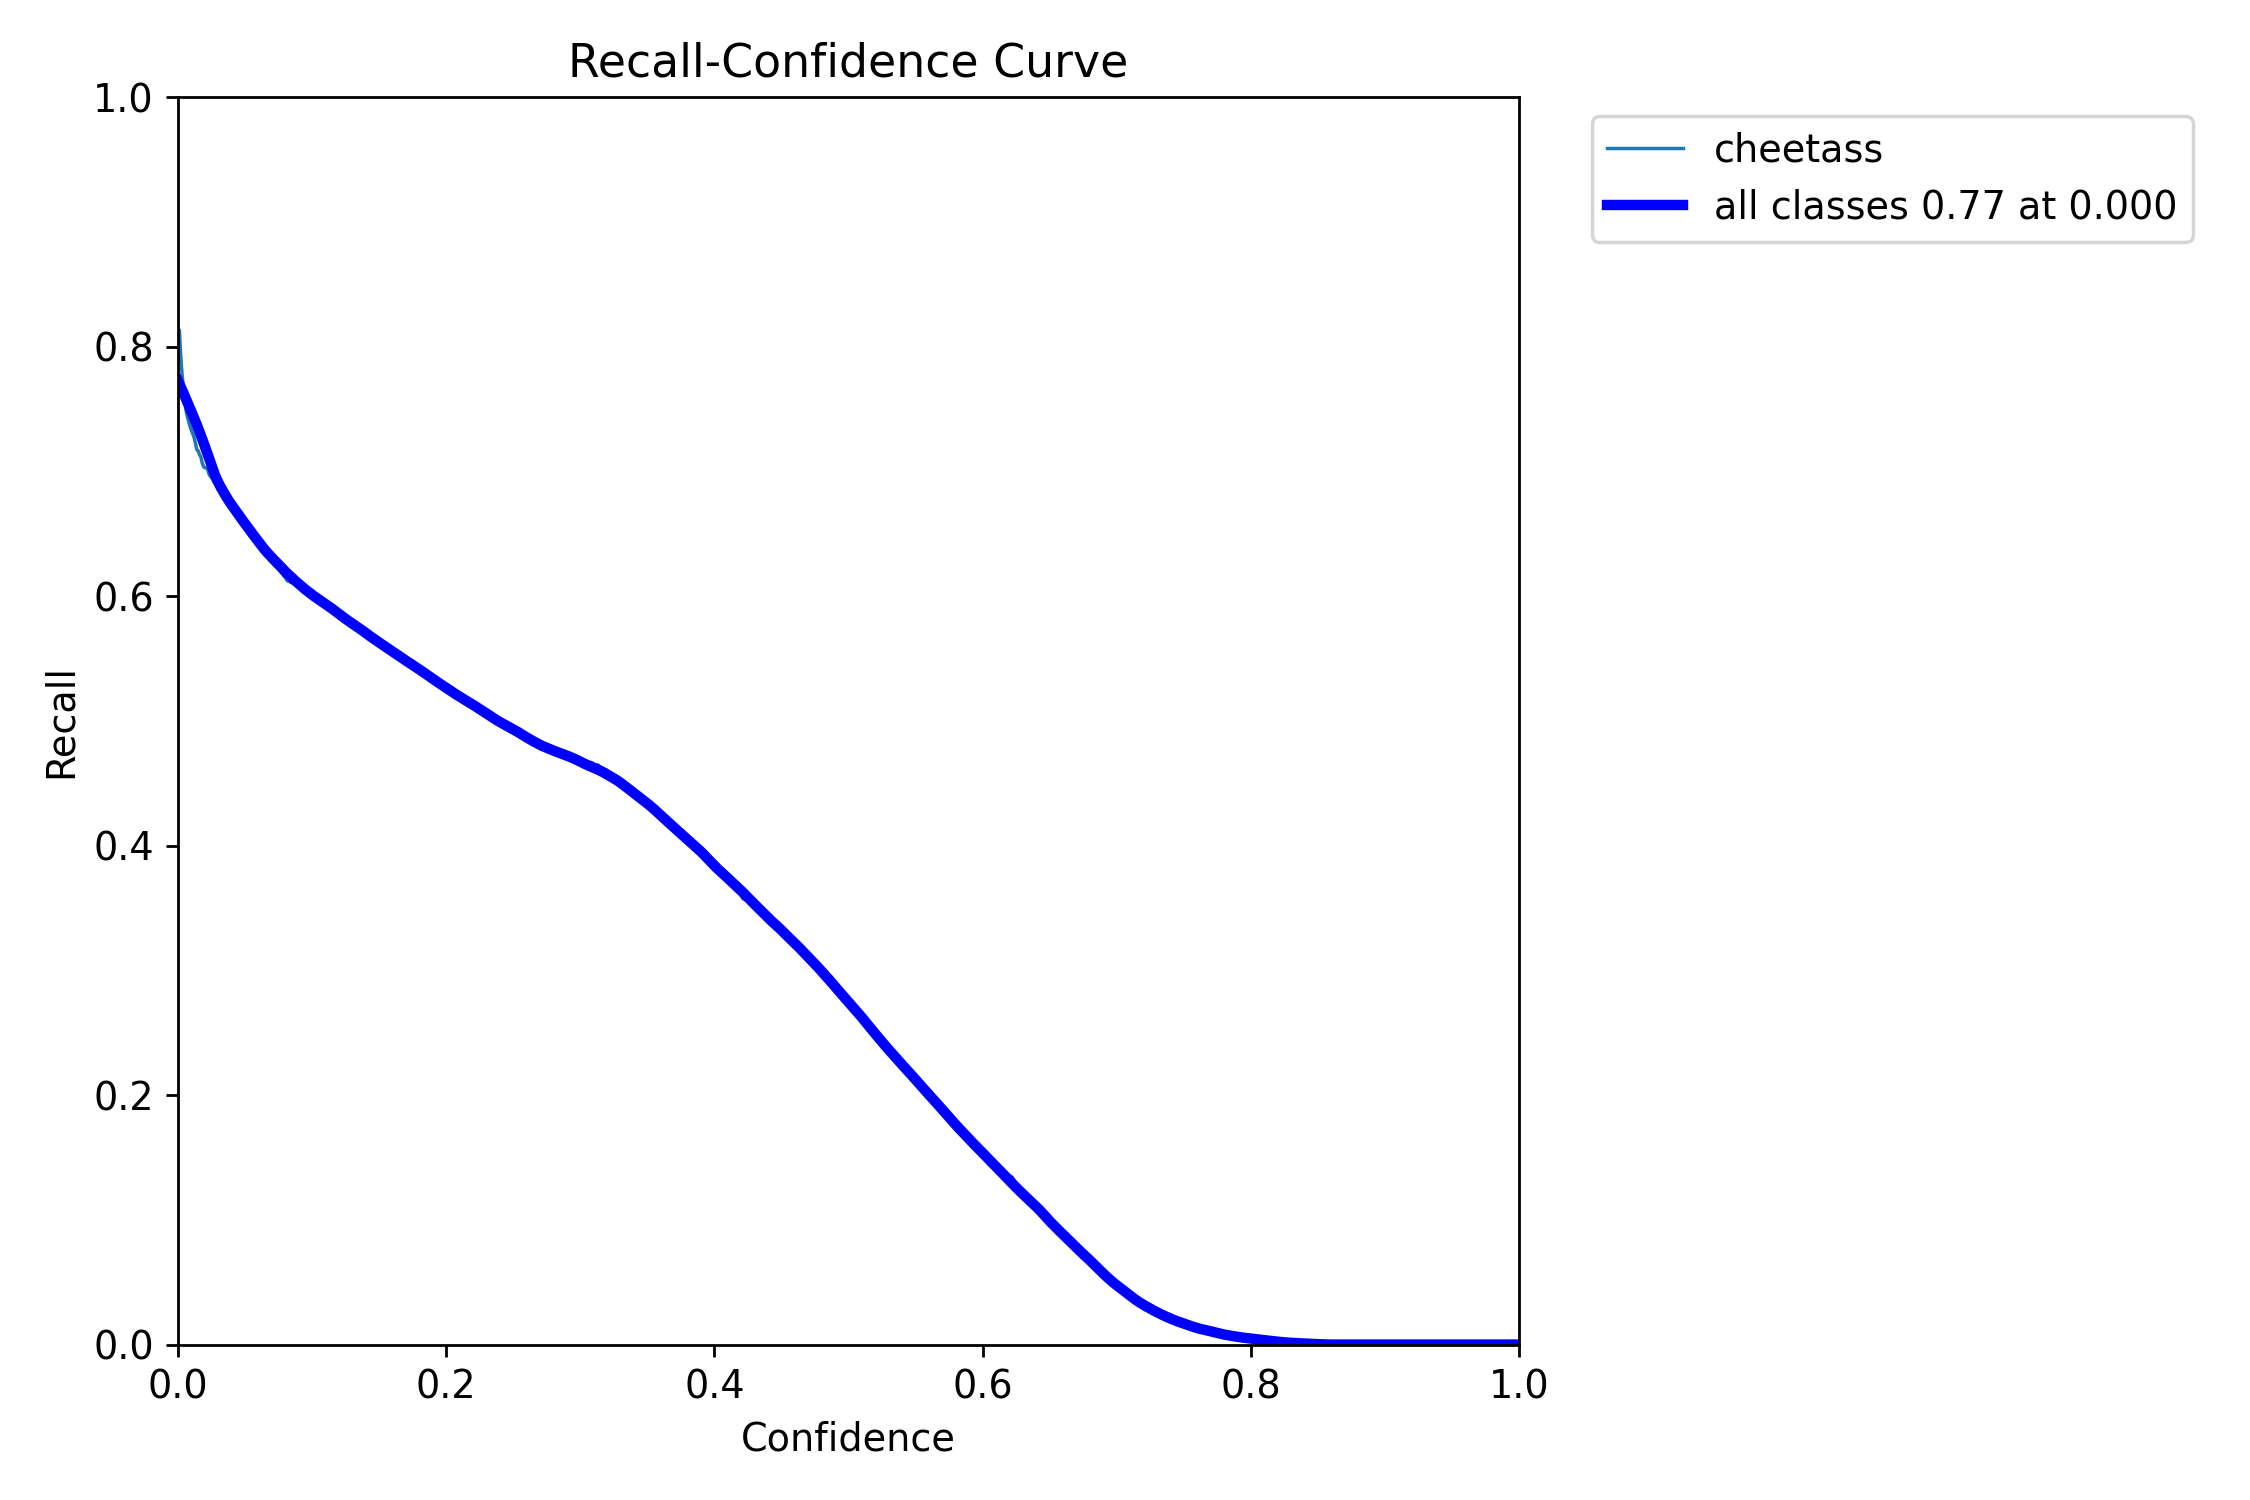 Recall-Confidence Curve
1.0
0.8
0.6
0.4
0.2
0.0
Recall
0.0 0.2 0.4 0.6 0.8 1.0
Confidence
cheetass
all classes 0.77 at 0.000